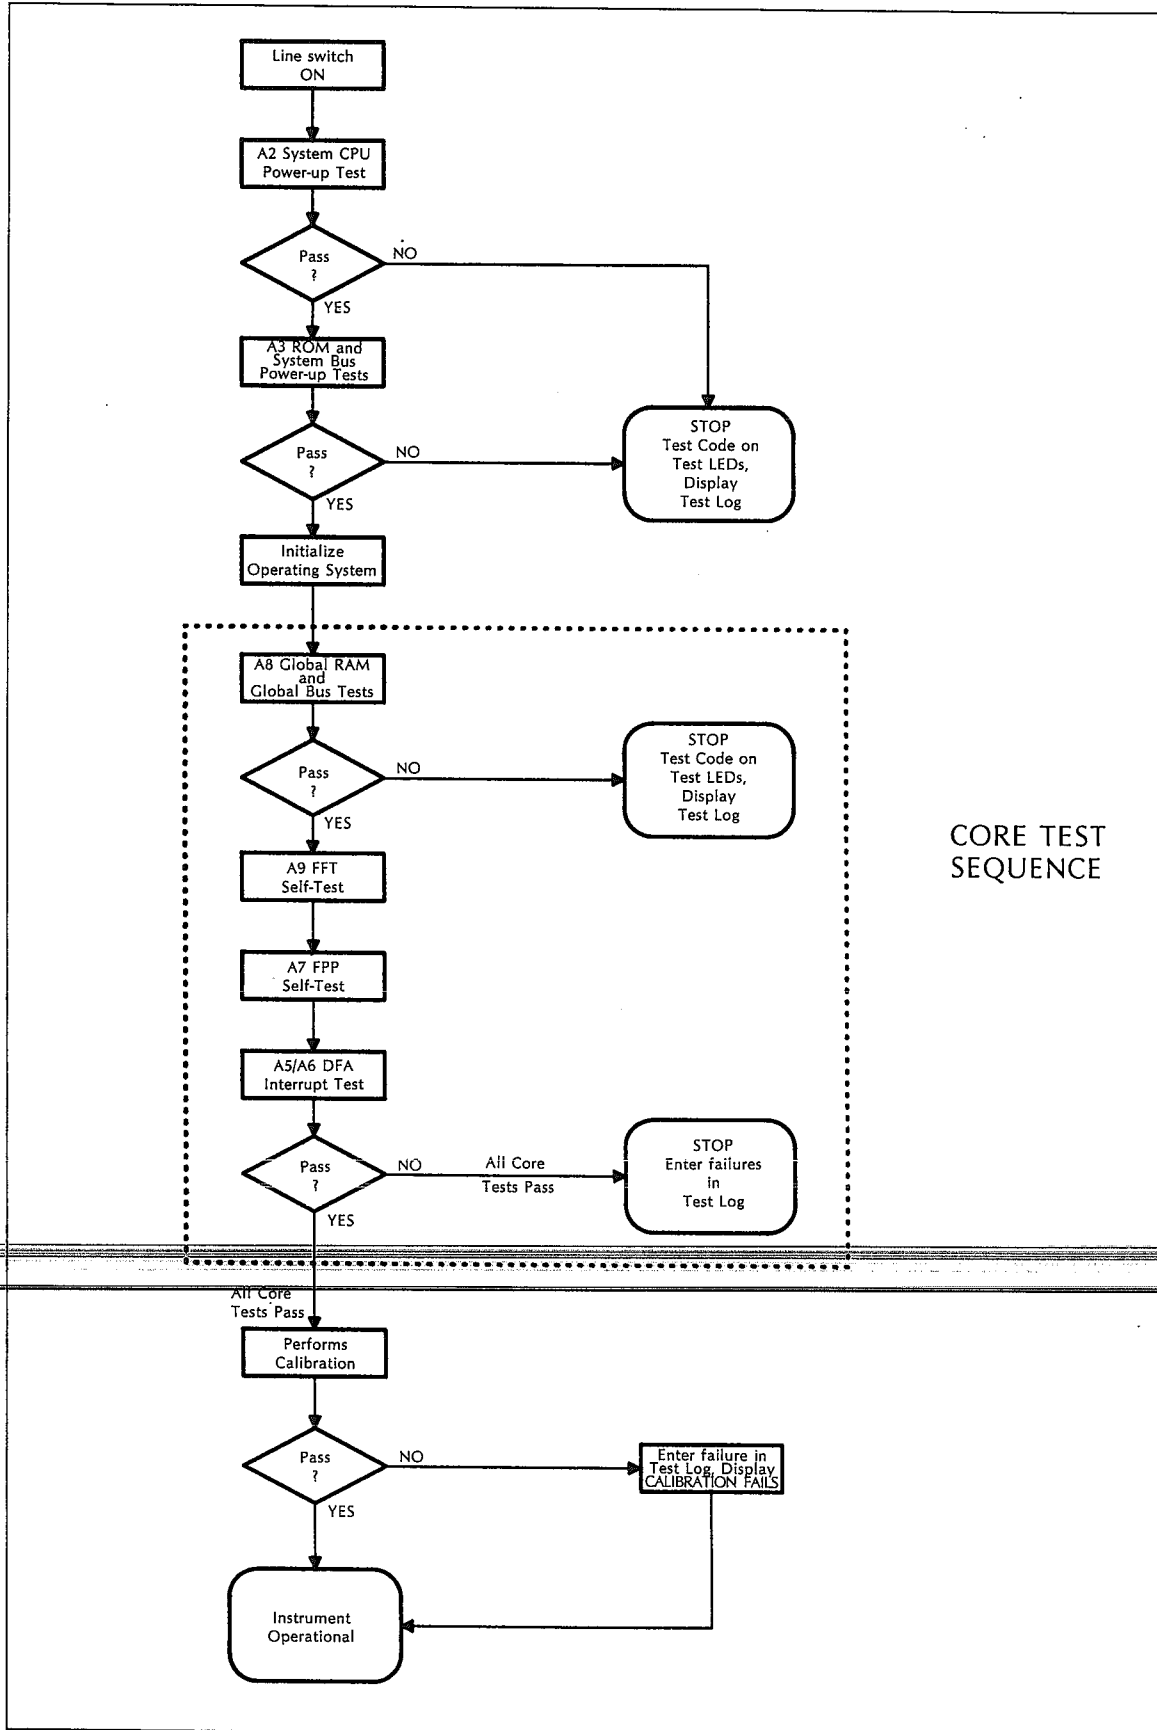 Line switch
ON
A2 System CPU
Power-up Test
Pass
?
NO
YES
A3 ROM and
System Bus
Power-up Tests
Pass
?
NO
YES
STOP
Test Code on
Test LEDs,
Display
Test Log
Initialize
Operating System
A8 Global RAM
and
Global Bus Tests
Pass
?
NO
YES
STOP
Test Code on
Test LEDs,
Display
Test Log
CORE TEST
SEQUENCE
A9 FFT
Self-Test
A7 FPP
Self-Test
A5/A6 DFA
Interrupt Test
Pass
?
NO
All Core
Tests Pass
YES
STOP
Enter failures
in
Test Log
All Core
Tests Pass
Performs
Calibration
Pass
?
NO
YES
Enter failure in
Test Log, Display
CALIBRATION FAILS
Instrument
Operational